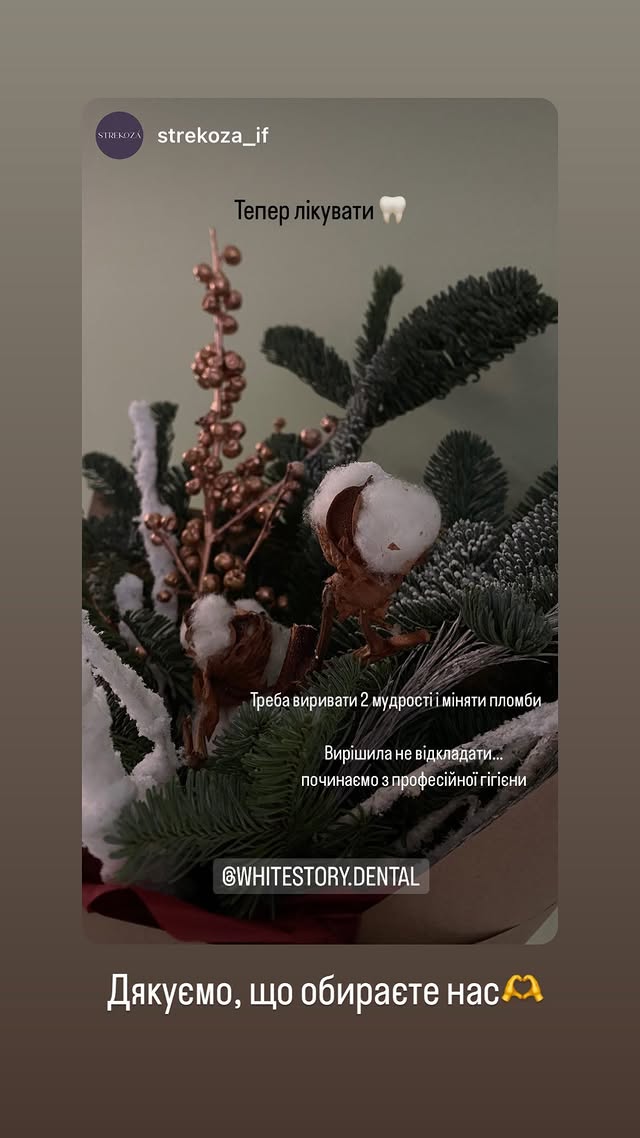 STREKOZA
strekoza_if
Тепер лікувати 🦷
Треба виривати 2 мудрості і міняти пломби
Вирішила не відкладати...
починаємо з професійної гігієни
@WHITESTORY.DENTAL
Дякуємо, що обираєте нас🫶